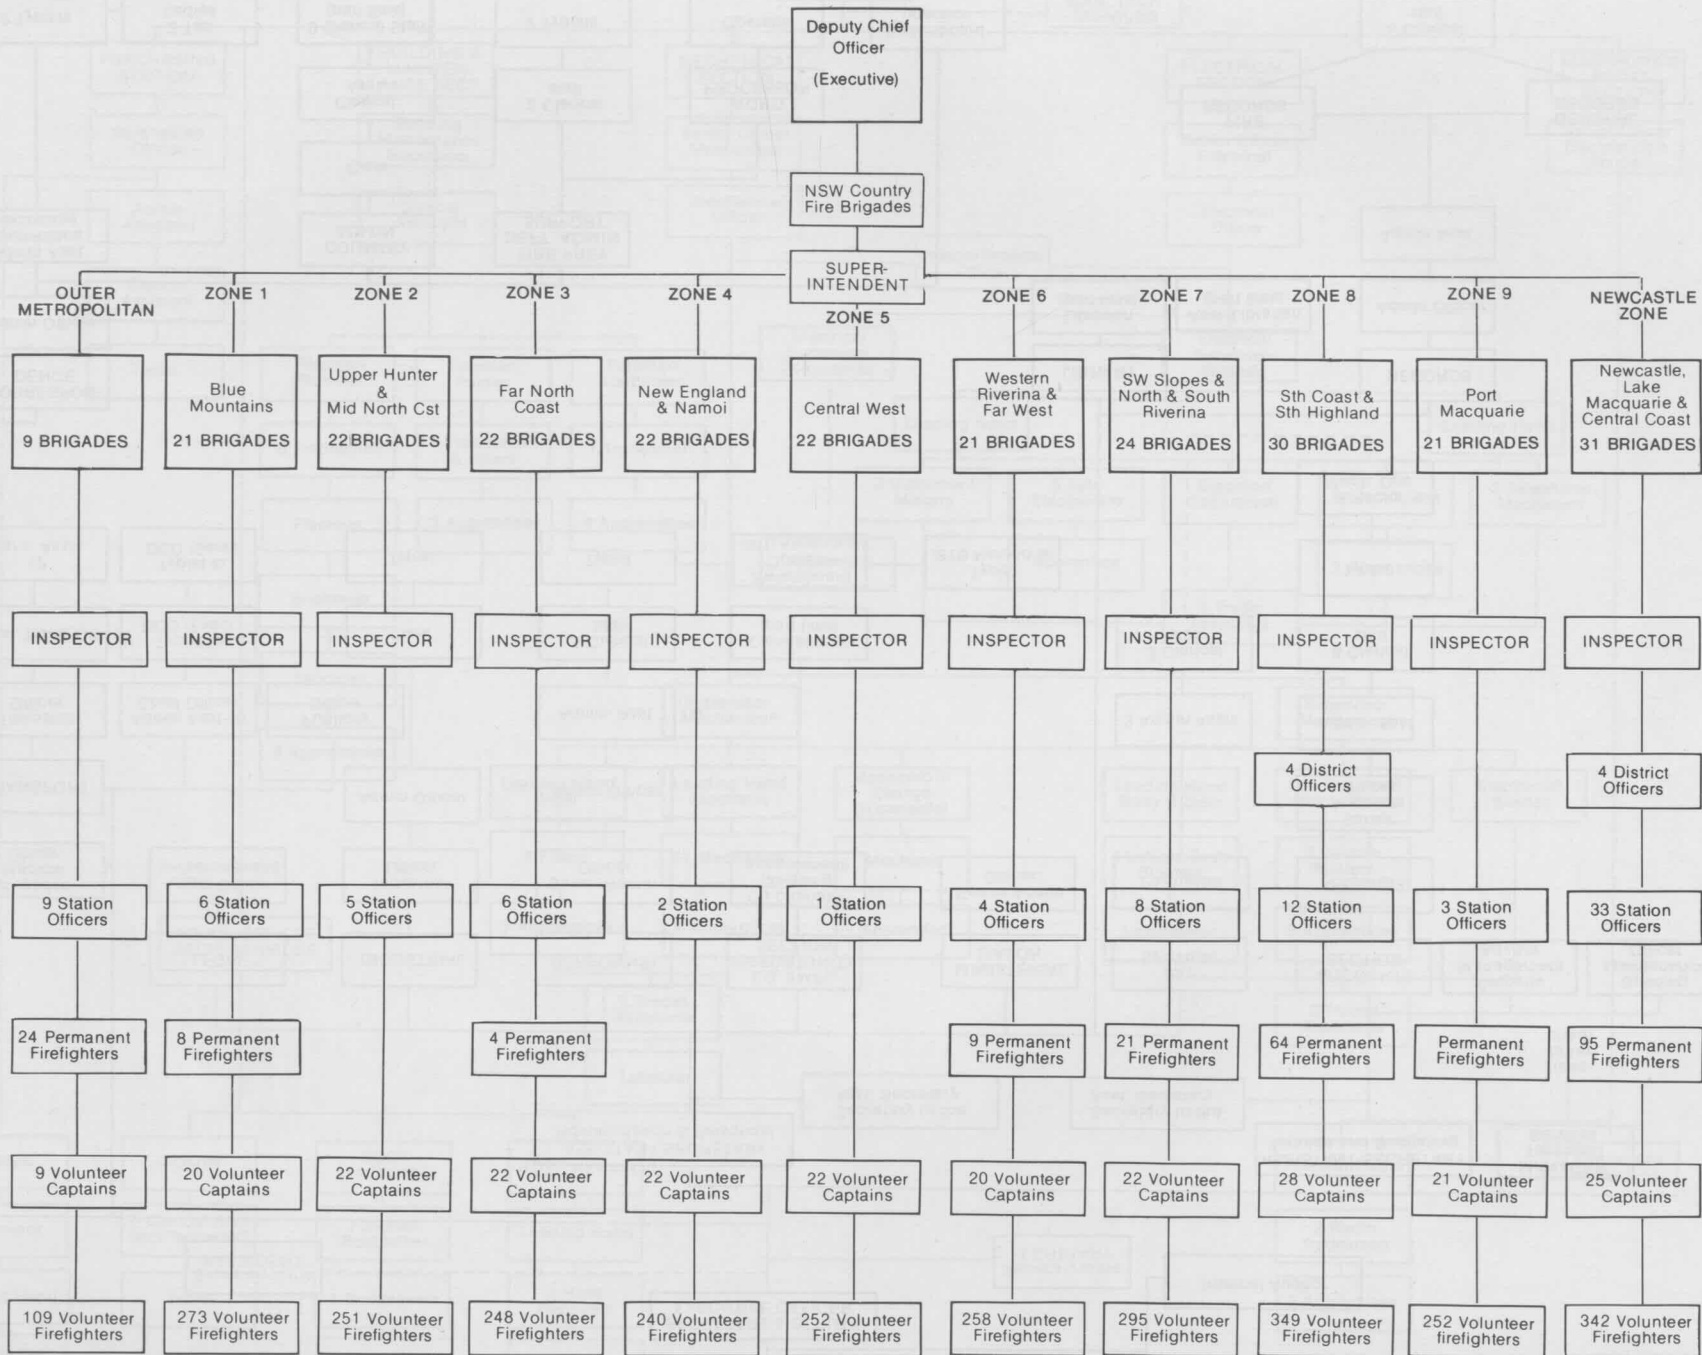 Deputy Chief
Officer
(Executive)
NSW Country
Fire Brigades
SUPER-
INTENDENT
OUTER
METROPOLITAN
9 BRIGADES
INSPECTOR
9 Station
Officers
24 Permanent
Firefighters
9 Volunteer
Captains
109 Volunteer
Firefighters
ZONE 1
Blue
Mountains
21 BRIGADES
INSPECTOR
6 Station
Officers
8 Permanent
Firefighters
20 Volunteer
Captains
273 Volunteer
Firefighters
ZONE 2
Upper Hunter
&
Mid North Cst
22BRIGADES
INSPECTOR
5 Station
Officers
22 Volunteer
Captains
251 Volunteer
Firefighters
ZONE 3
Far North
Coast
22 BRIGADES
INSPECTOR
6 Station
Officers
4 Permanent
Firefighters
22 Volunteer
Captains
248 Volunteer
Firefighters
ZONE 4
New England
& Namoi
22 BRIGADES
INSPECTOR
2 Station
Officers
22 Volunteer
Captains
240 Volunteer
Firefighters
ZONE 5
Central West
22 BRIGADES
INSPECTOR
1 Station
Officers
22 Volunteer
Captains
252 Volunteer
Firefighters
ZONE 6
Western
Riverina &
Far West
21 BRIGADES
INSPECTOR
4 Station
Officers
9 Permanent
Firefighters
20 Volunteer
Captains
258 Volunteer
Firefighters
ZONE 7
SW Slopes &
North & South
Riverina
24 BRIGADES
INSPECTOR
8 Station
Officers
21 Permanent
Firefighters
22 Volunteer
Captains
295 Volunteer
Firefighters
ZONE 8
Sth Coast &
Sth Highland
30 BRIGADES
INSPECTOR
4 District
Officers
12 Station
Officers
64 Permanent
Firefighters
28 Volunteer
Captains
349 Volunteer
Firefighters
ZONE 9
Port
Macquarie
21 BRIGADES
INSPECTOR
3 Station
Officers
Permanent
Firefighters
21 Volunteer
Captains
252 Volunteer
firefighters
NEWCASTLE
ZONE
Newcastle,
Lake
Macquarie &
Central Coast
31 BRIGADES
INSPECTOR
4 District
Officers
33 Station
Officers
95 Permanent
Firefighters
25 Volunteer
Captains
342 Volunteer
Firefighters